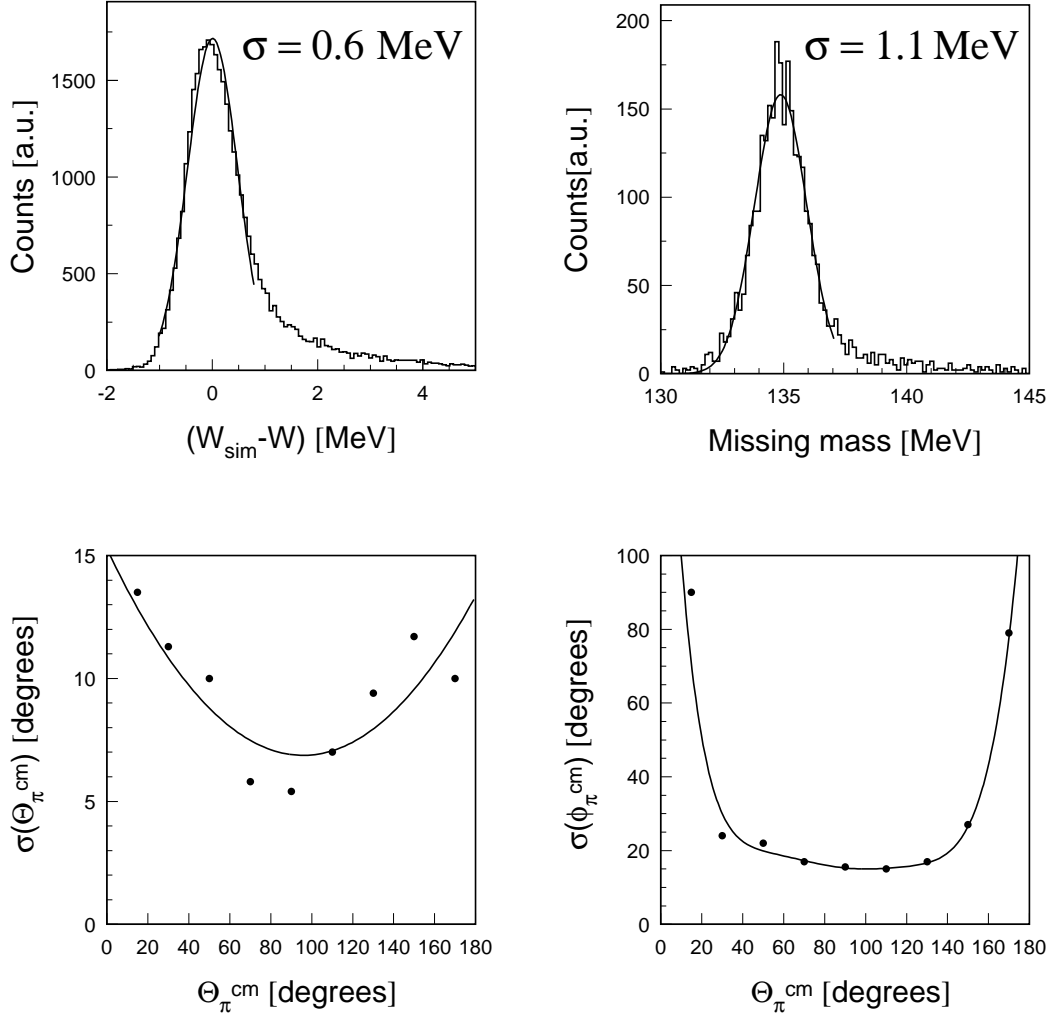 σ = 0.6 MeV
Counts [a.u.]
1500
1000
500
0
-2 0 2 4
(W_sim-W) [MeV]
σ = 1.1 MeV
Counts[a.u.]
200
150
100
50
0
130 135 140 145
Missing mass [MeV]
σ(Θ_π^cm) [degrees]
15
10
5
0
0 20 40 60 80 100 120 140 160 180
Θ_π^cm [degrees]
σ(ϕ_π^cm) [degrees]
100
80
60
40
20
0
0 20 40 60 80 100 120 140 160 180
Θ_π^cm [degrees]